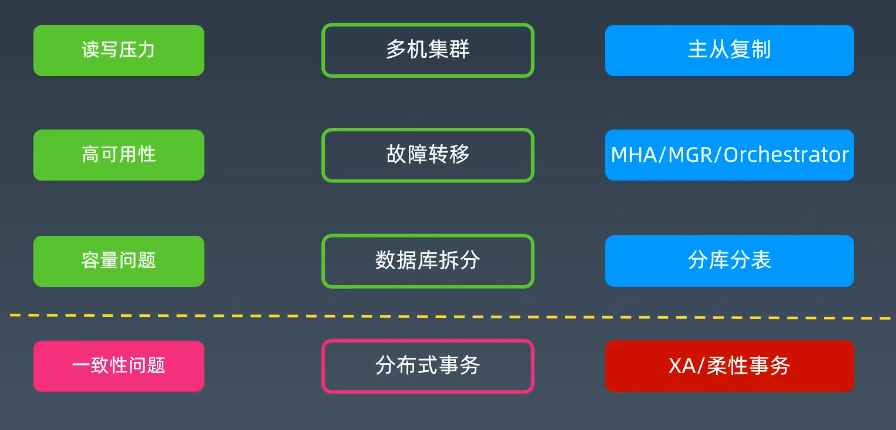 读写压力
多机集群
主从复制
高可用性
故障转移
MHA/MGR/Orchestrator
容量问题
数据库拆分
分库分表
一致性问题
分布式事务
XA/柔性事务